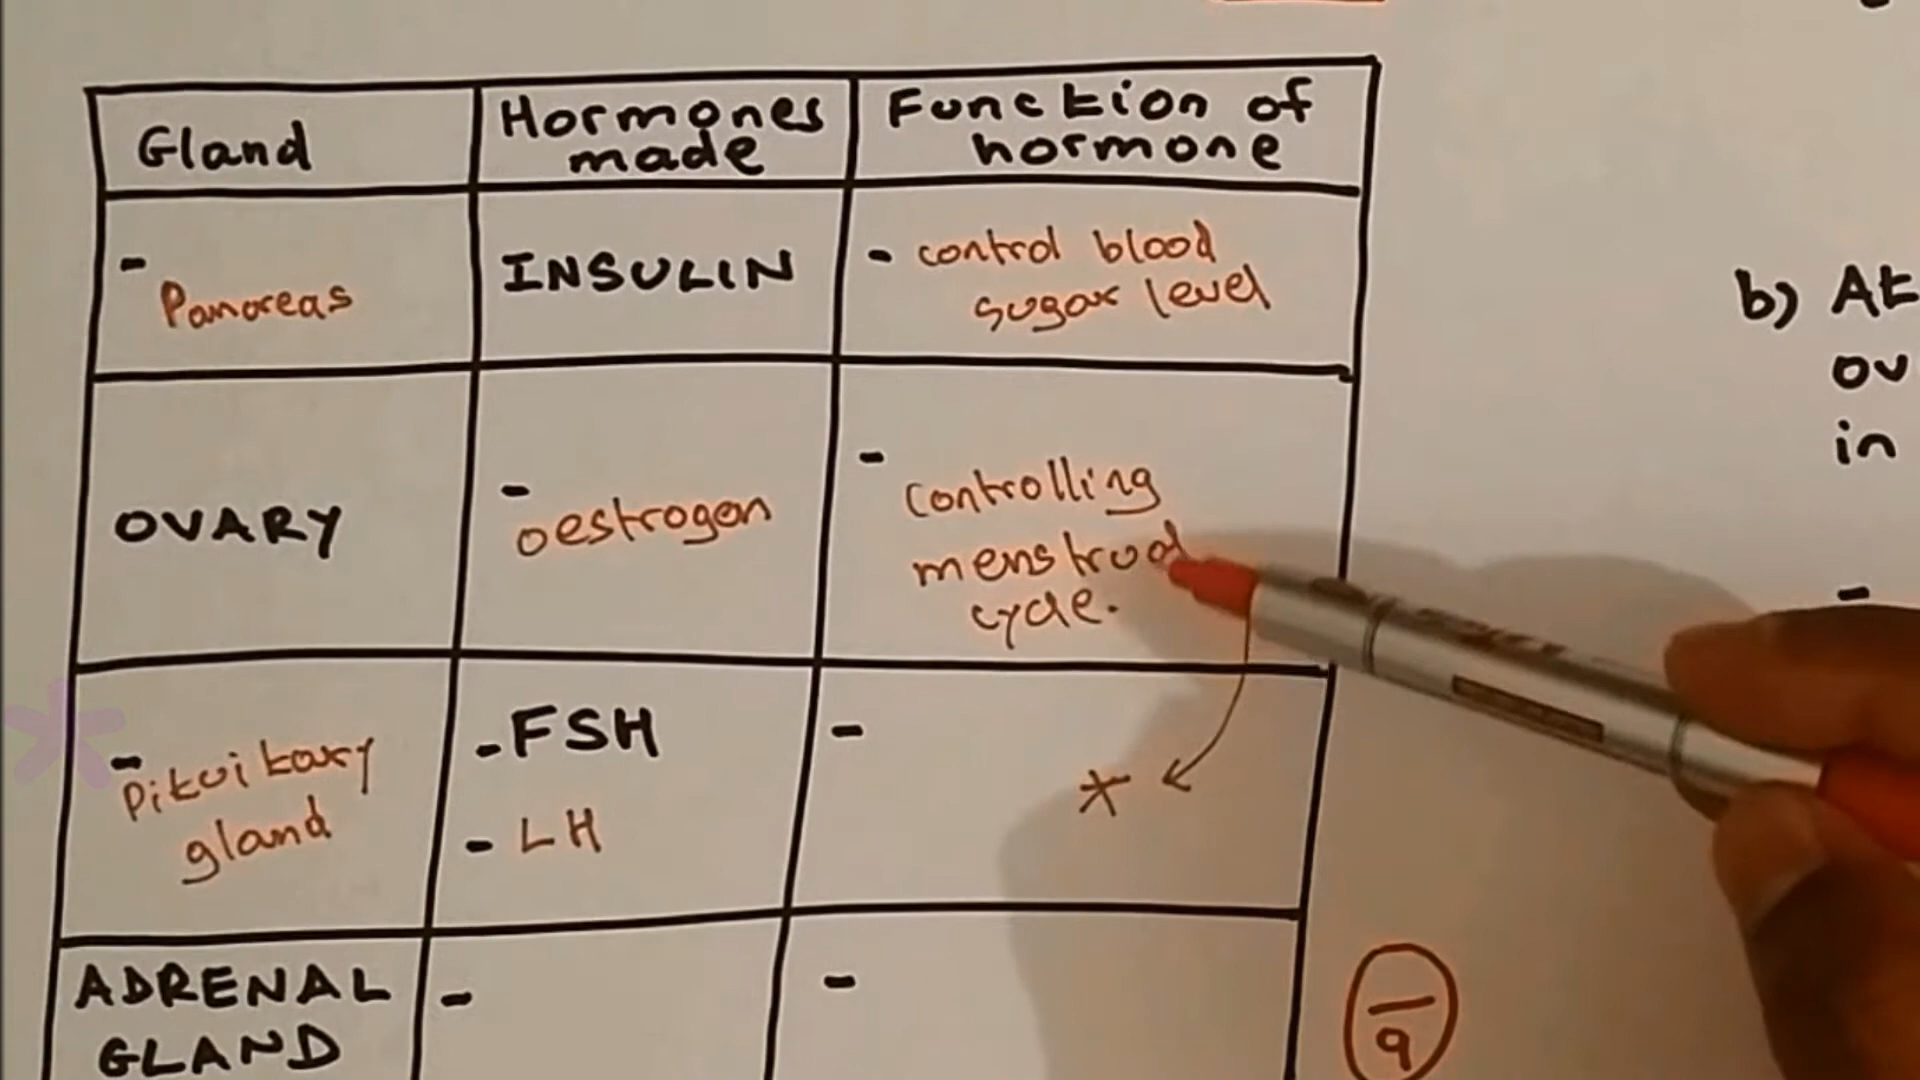 Gland
Hormones
made
Function of
hormone
- Pancreas
INSULIN
- control blood
sugar level
OVARY
- oestrogen
- controlling
menstrual
cycle.
- Pituitary
gland
- FSH
- LH
-
*
ADRENAL
GLAND
-
-
9
b) At
ov
in
-